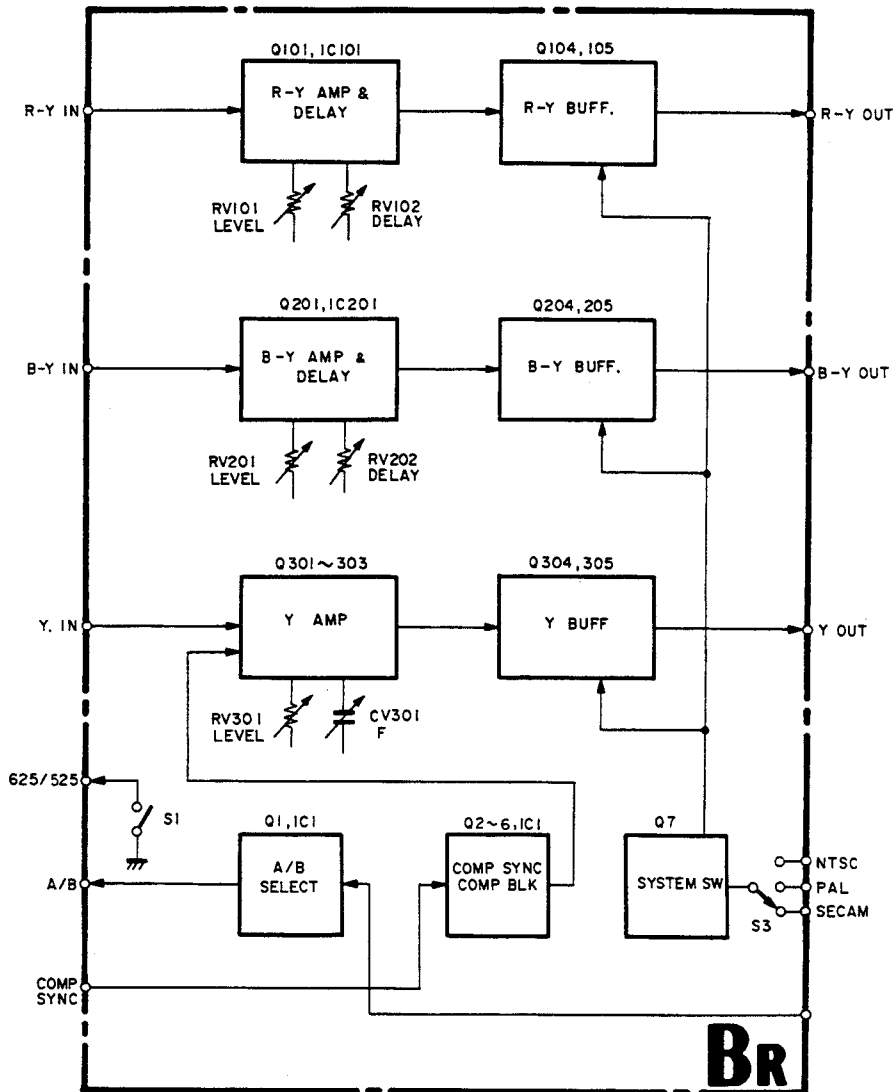 Q101, IC101
Q104, 105
R-Y IN
R-Y AMP &
DELAY
R-Y BUFF.
R-Y OUT
RV101
LEVEL
RV102
DELAY
Q201, IC201
Q204, 205
B-Y IN
B-Y AMP &
DELAY
B-Y BUFF.
B-Y OUT
RV201
LEVEL
RV202
DELAY
Q301~303
Q304, 305
Y. IN
Y AMP
Y BUFF
Y OUT
RV301
LEVEL
CV301
F
625/525
S1
Q1, IC1
Q2~6, IC1
Q7
A/B
A/B
SELECT
COMP SYNC
COMP BLK
SYSTEM SW
S3
NTSC
PAL
SECAM
COMP
SYNC
BR